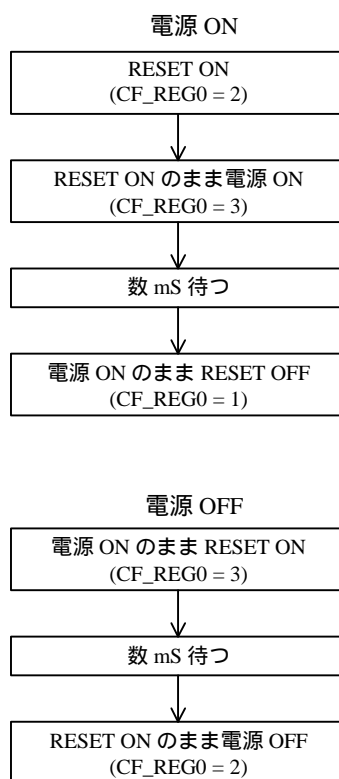 電源 ON
RESET ON
(CF_REG0 = 2)
RESET ON のまま電源 ON
(CF_REG0 = 3)
数 mS 待つ
電源 ON のまま RESET OFF
(CF_REG0 = 1)
電源 OFF
電源 ON のまま RESET ON
(CF_REG0 = 3)
数 mS 待つ
RESET ON のまま電源 OFF
(CF_REG0 = 2)